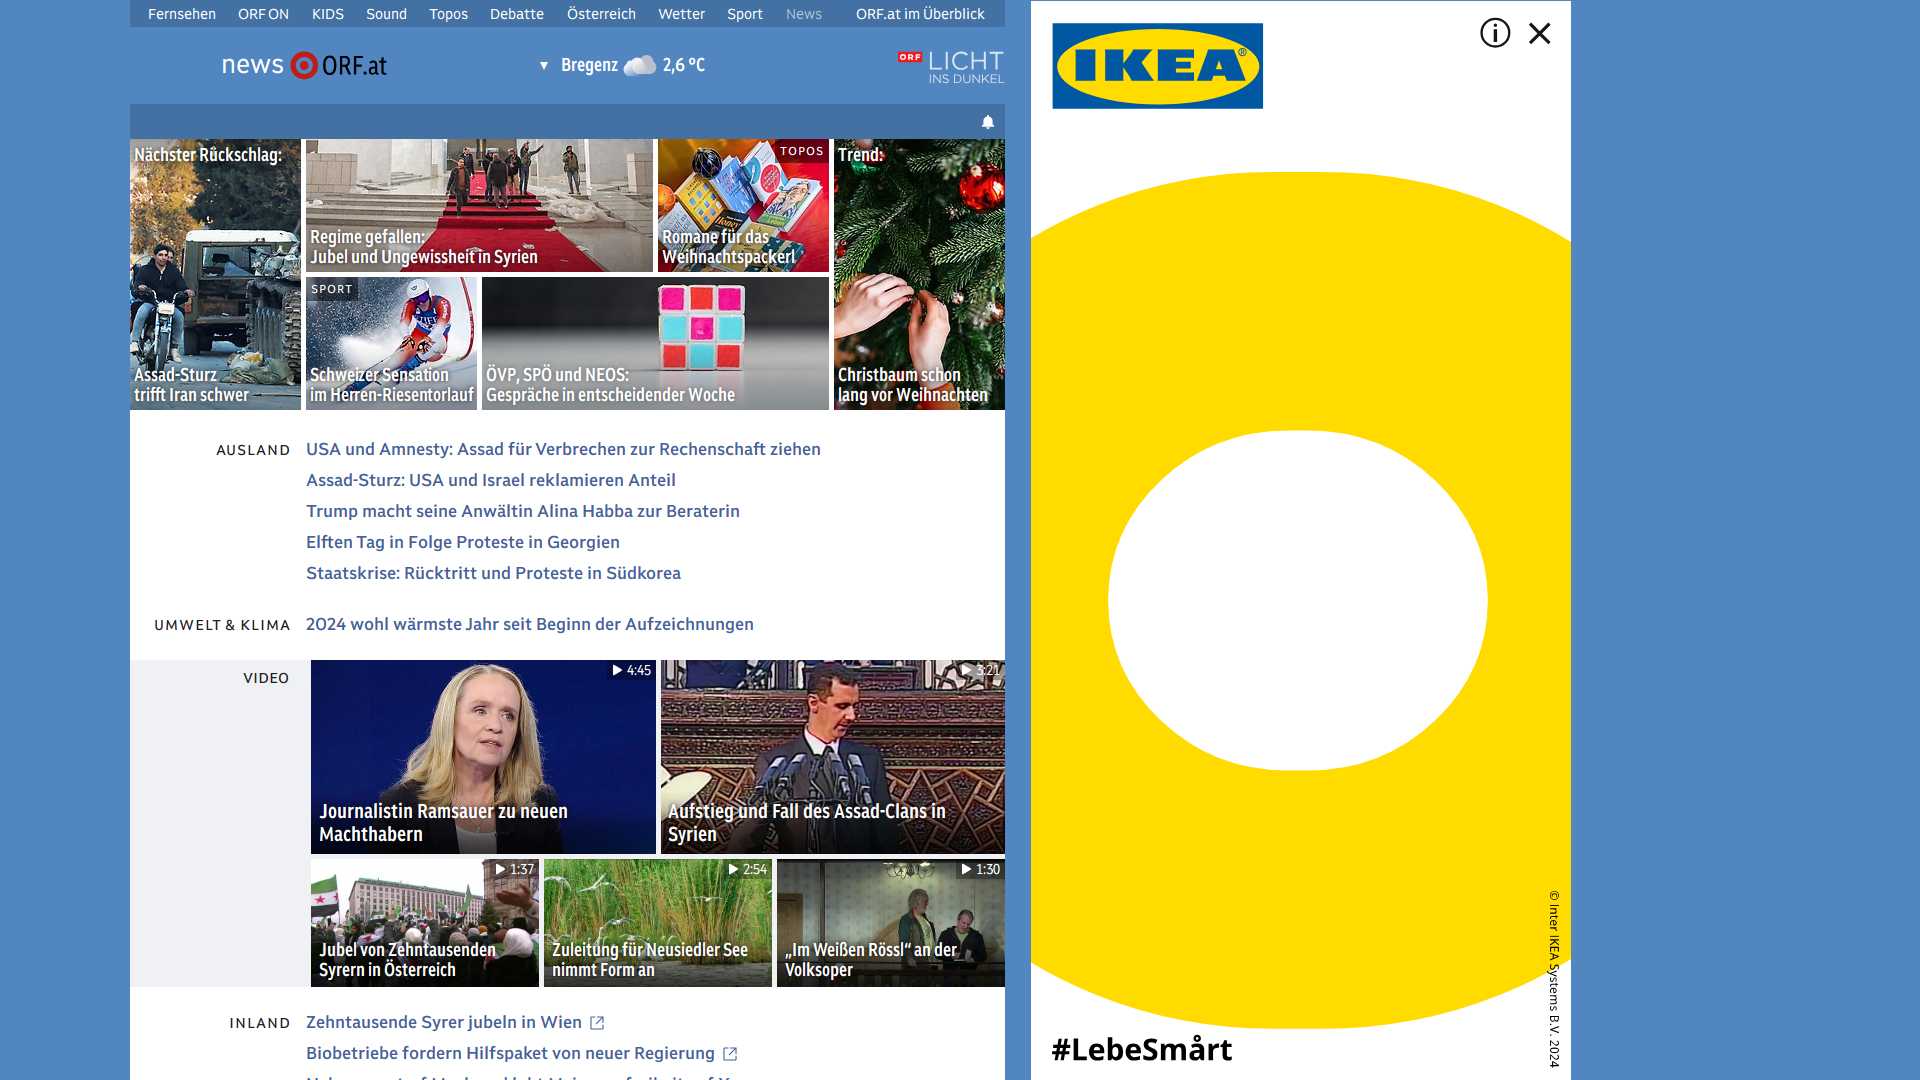 Fernsehen ORF ON KIDS Sound Topos Debatte Österreich Wetter Sport News ORF.at im Überblick
news ORF.at
Bregenz 2,6 °C
ORF LICHT
INS DUNKEL
Nächster Rückschlag:
Assad-Sturz
trifft Iran schwer
Regime gefallen:
Jubel und Ungewissheit in Syrien
TOPOS
Romane für das
Weihnachtspackerl
Trend:
Christbaum schon
lang vor Weihnachten
SPORT
Schweizer Sensation
im Herren-Riesentorlauf
ÖVP, SPÖ und NEOS:
Gespräche in entscheidender Woche
AUSLAND
USA und Amnesty: Assad für Verbrechen zur Rechenschaft ziehen
Assad-Sturz: USA und Israel reklamieren Anteil
Trump macht seine Anwältin Alina Habba zur Beraterin
Elften Tag in Folge Proteste in Georgien
Staatskrise: Rücktritt und Proteste in Südkorea
UMWELT & KLIMA
2024 wohl wärmste Jahr seit Beginn der Aufzeichnungen
VIDEO
4:45
Journalistin Ramsauer zu neuen
Machthabern
3:21
Aufstieg und Fall des Assad-Clans in
Syrien
1:37
Jubel von Zehntausenden
Syrern in Österreich
2:54
Zuleitung für Neusiedler See
nimmt Form an
1:30
„Im Weißen Rössl“ an der
Volksoper
INLAND
Zehntausende Syrer jubeln in Wien
Biobetriebe fordern Hilfspaket von neuer Regierung
IKEA®
#LebeSmårt
© Inter IKEA Systems B.V. 2024